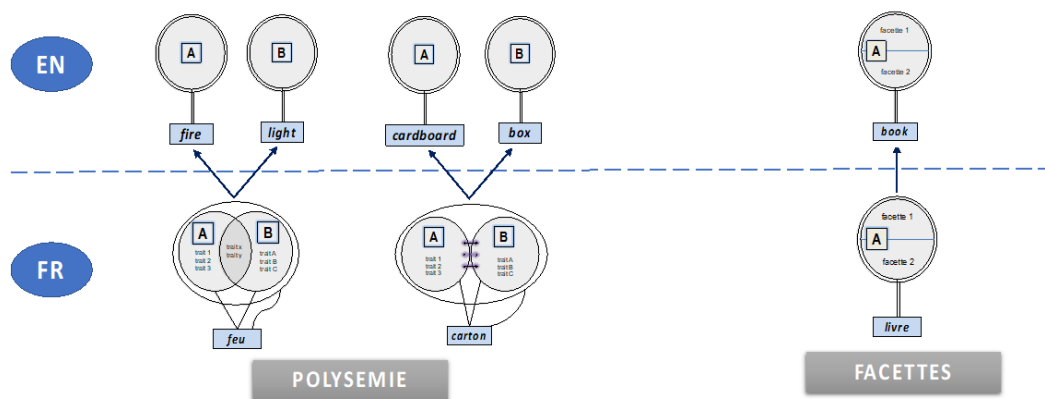 EN
A
B
A
B
facette 1
A
facette 2
fire
light
cardboard
box
book
FR
A
B
trait 1
trait 2
trait 3
traitx
traity
trait A
trait B
trait C
A
B
trait 1
trait 2
trait 3
trait A
trait B
trait C
facette 1
A
facette 2
feu
carton
livre
POLYSEMIE
FACETTES